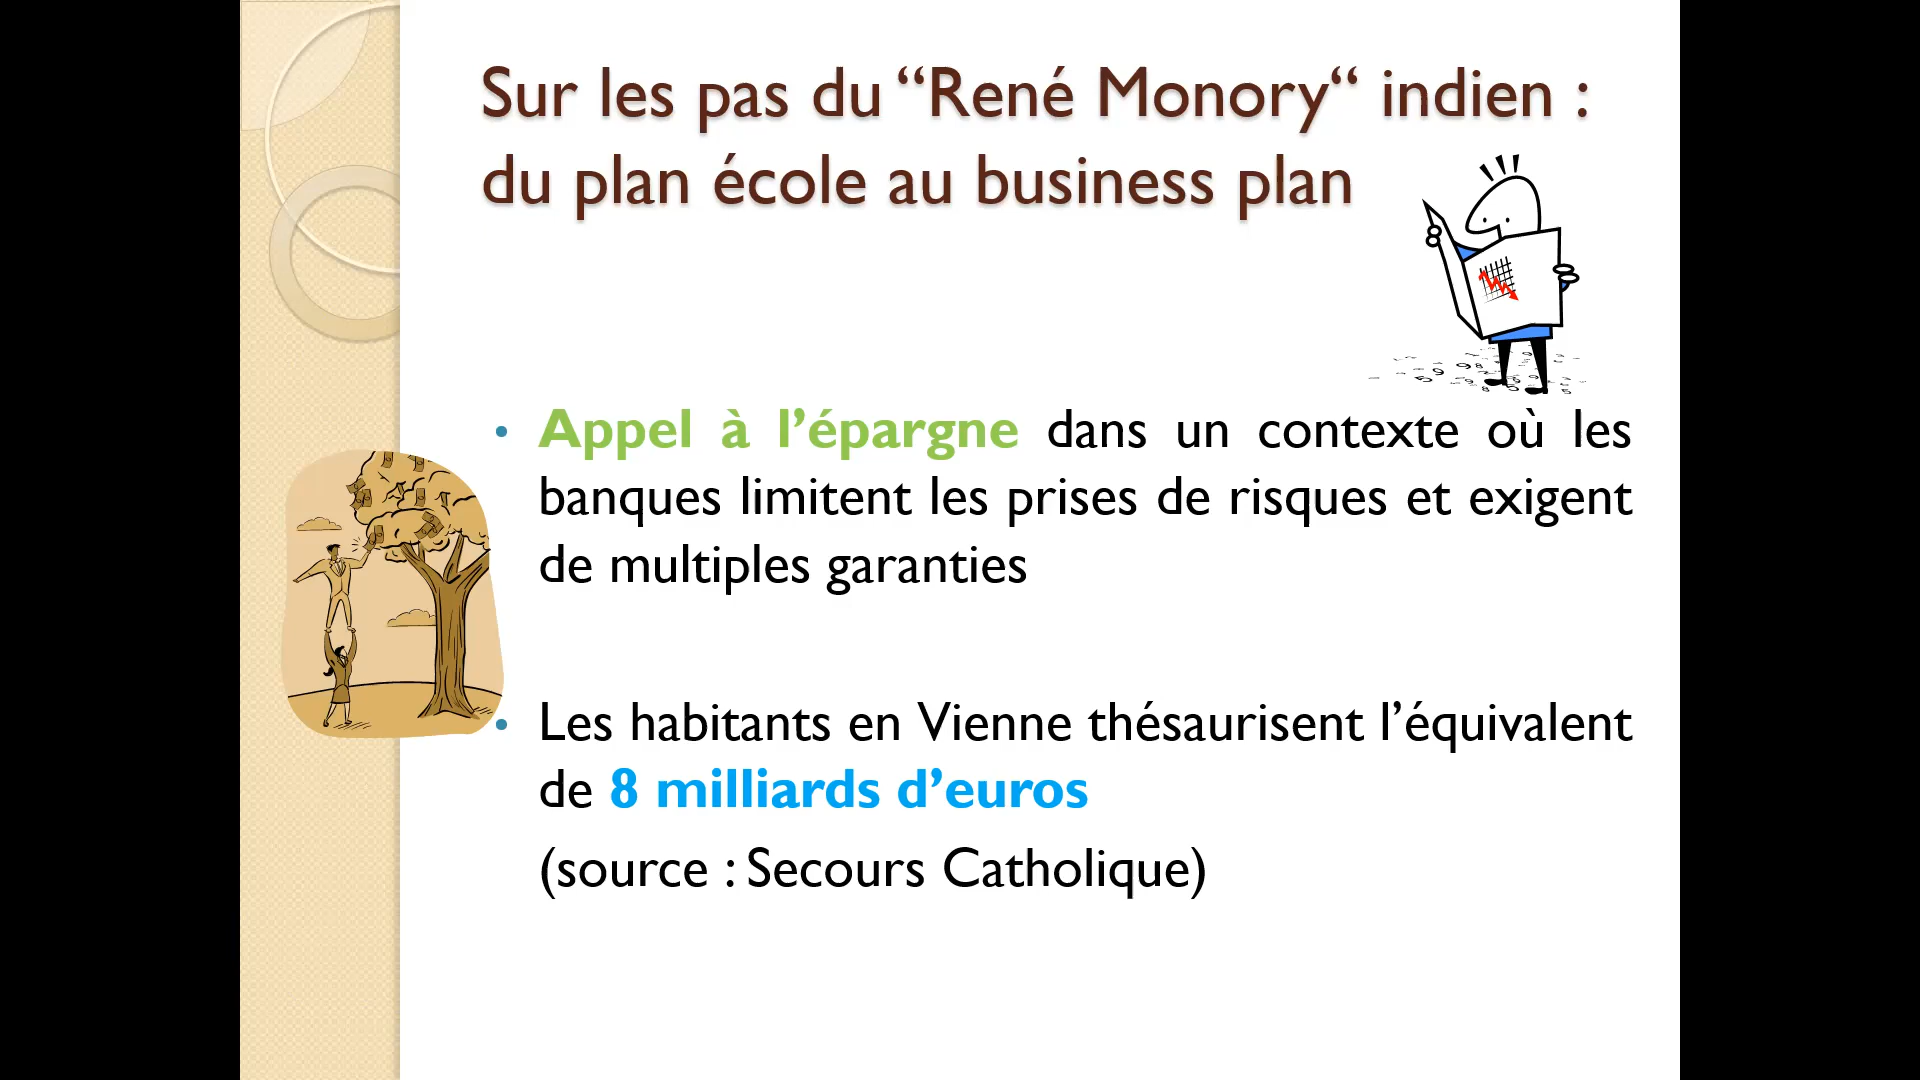 Sur les pas du “René Monory“ indien :
du plan école au business plan
• Appel à l’épargne dans un contexte où les
banques limitent les prises de risques et exigent
de multiples garanties
• Les habitants en Vienne thésaurisent l’équivalent
de 8 milliards d’euros
(source : Secours Catholique)